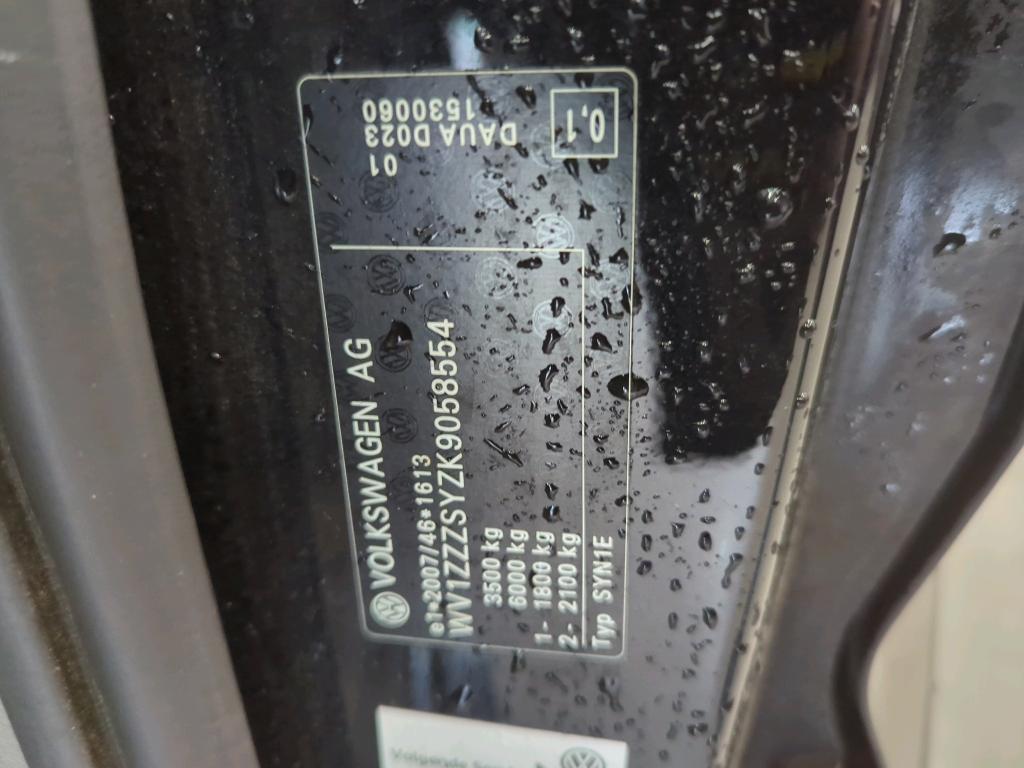 VOLKSWAGEN AG
e1*2007/46*1613
WV1ZZZSYZK9058554
3500 kg
6000 kg
1- 1800 kg
2- 2100 kg
Typ SYN1E
01
DAUA D023
1530060
0,1
Volgende